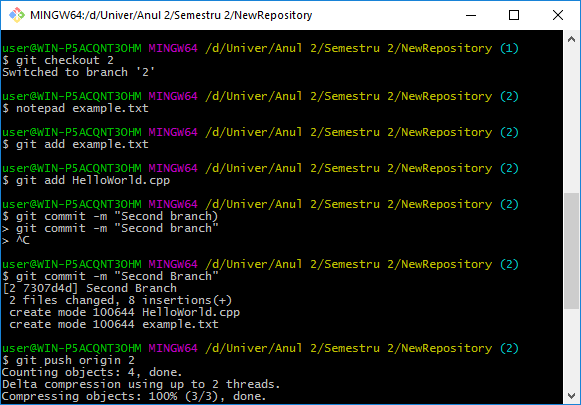 MINGW64:/d/Univer/Anul 2/Semestru 2/NewRepository
user@WIN-P5ACQNT3OHM MINGW64 /d/Univer/Anul 2/Semestru 2/NewRepository (1)
$ git checkout 2
Switched to branch '2'
user@WIN-P5ACQNT3OHM MINGW64 /d/Univer/Anul 2/Semestru 2/NewRepository (2)
$ notepad example.txt
user@WIN-P5ACQNT3OHM MINGW64 /d/Univer/Anul 2/Semestru 2/NewRepository (2)
$ git add example.txt
user@WIN-P5ACQNT3OHM MINGW64 /d/Univer/Anul 2/Semestru 2/NewRepository (2)
$ git add HelloWorld.cpp
user@WIN-P5ACQNT3OHM MINGW64 /d/Univer/Anul 2/Semestru 2/NewRepository (2)
$ git commit -m "Second branch)
> git commit -m "Second branch"
> ^C
user@WIN-P5ACQNT3OHM MINGW64 /d/Univer/Anul 2/Semestru 2/NewRepository (2)
$ git commit -m "Second Branch"
[2 7307d4d] Second Branch
 2 files changed, 8 insertions(+)
 create mode 100644 HelloWorld.cpp
 create mode 100644 example.txt
user@WIN-P5ACQNT3OHM MINGW64 /d/Univer/Anul 2/Semestru 2/NewRepository (2)
$ git push origin 2
Counting objects: 4, done.
Delta compression using up to 2 threads.
Compressing objects: 100% (3/3), done.